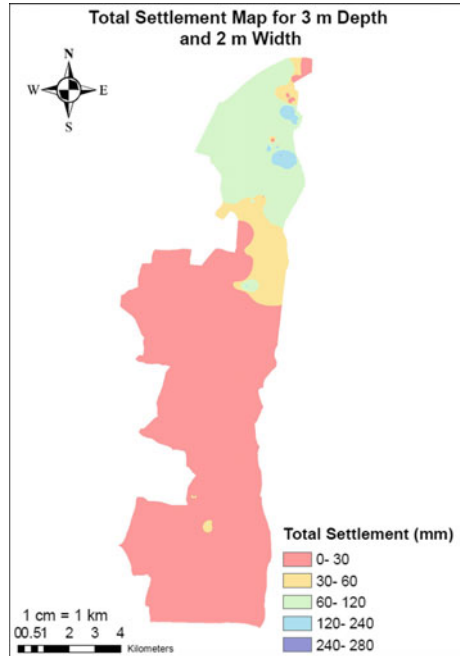 Total Settlement Map for 3 m Depth
and 2 m Width
N
W E
S
Total Settlement (mm)
0- 30
30- 60
60- 120
120- 240
240- 280
1 cm = 1 km
00.51 2 3 4 Kilometers